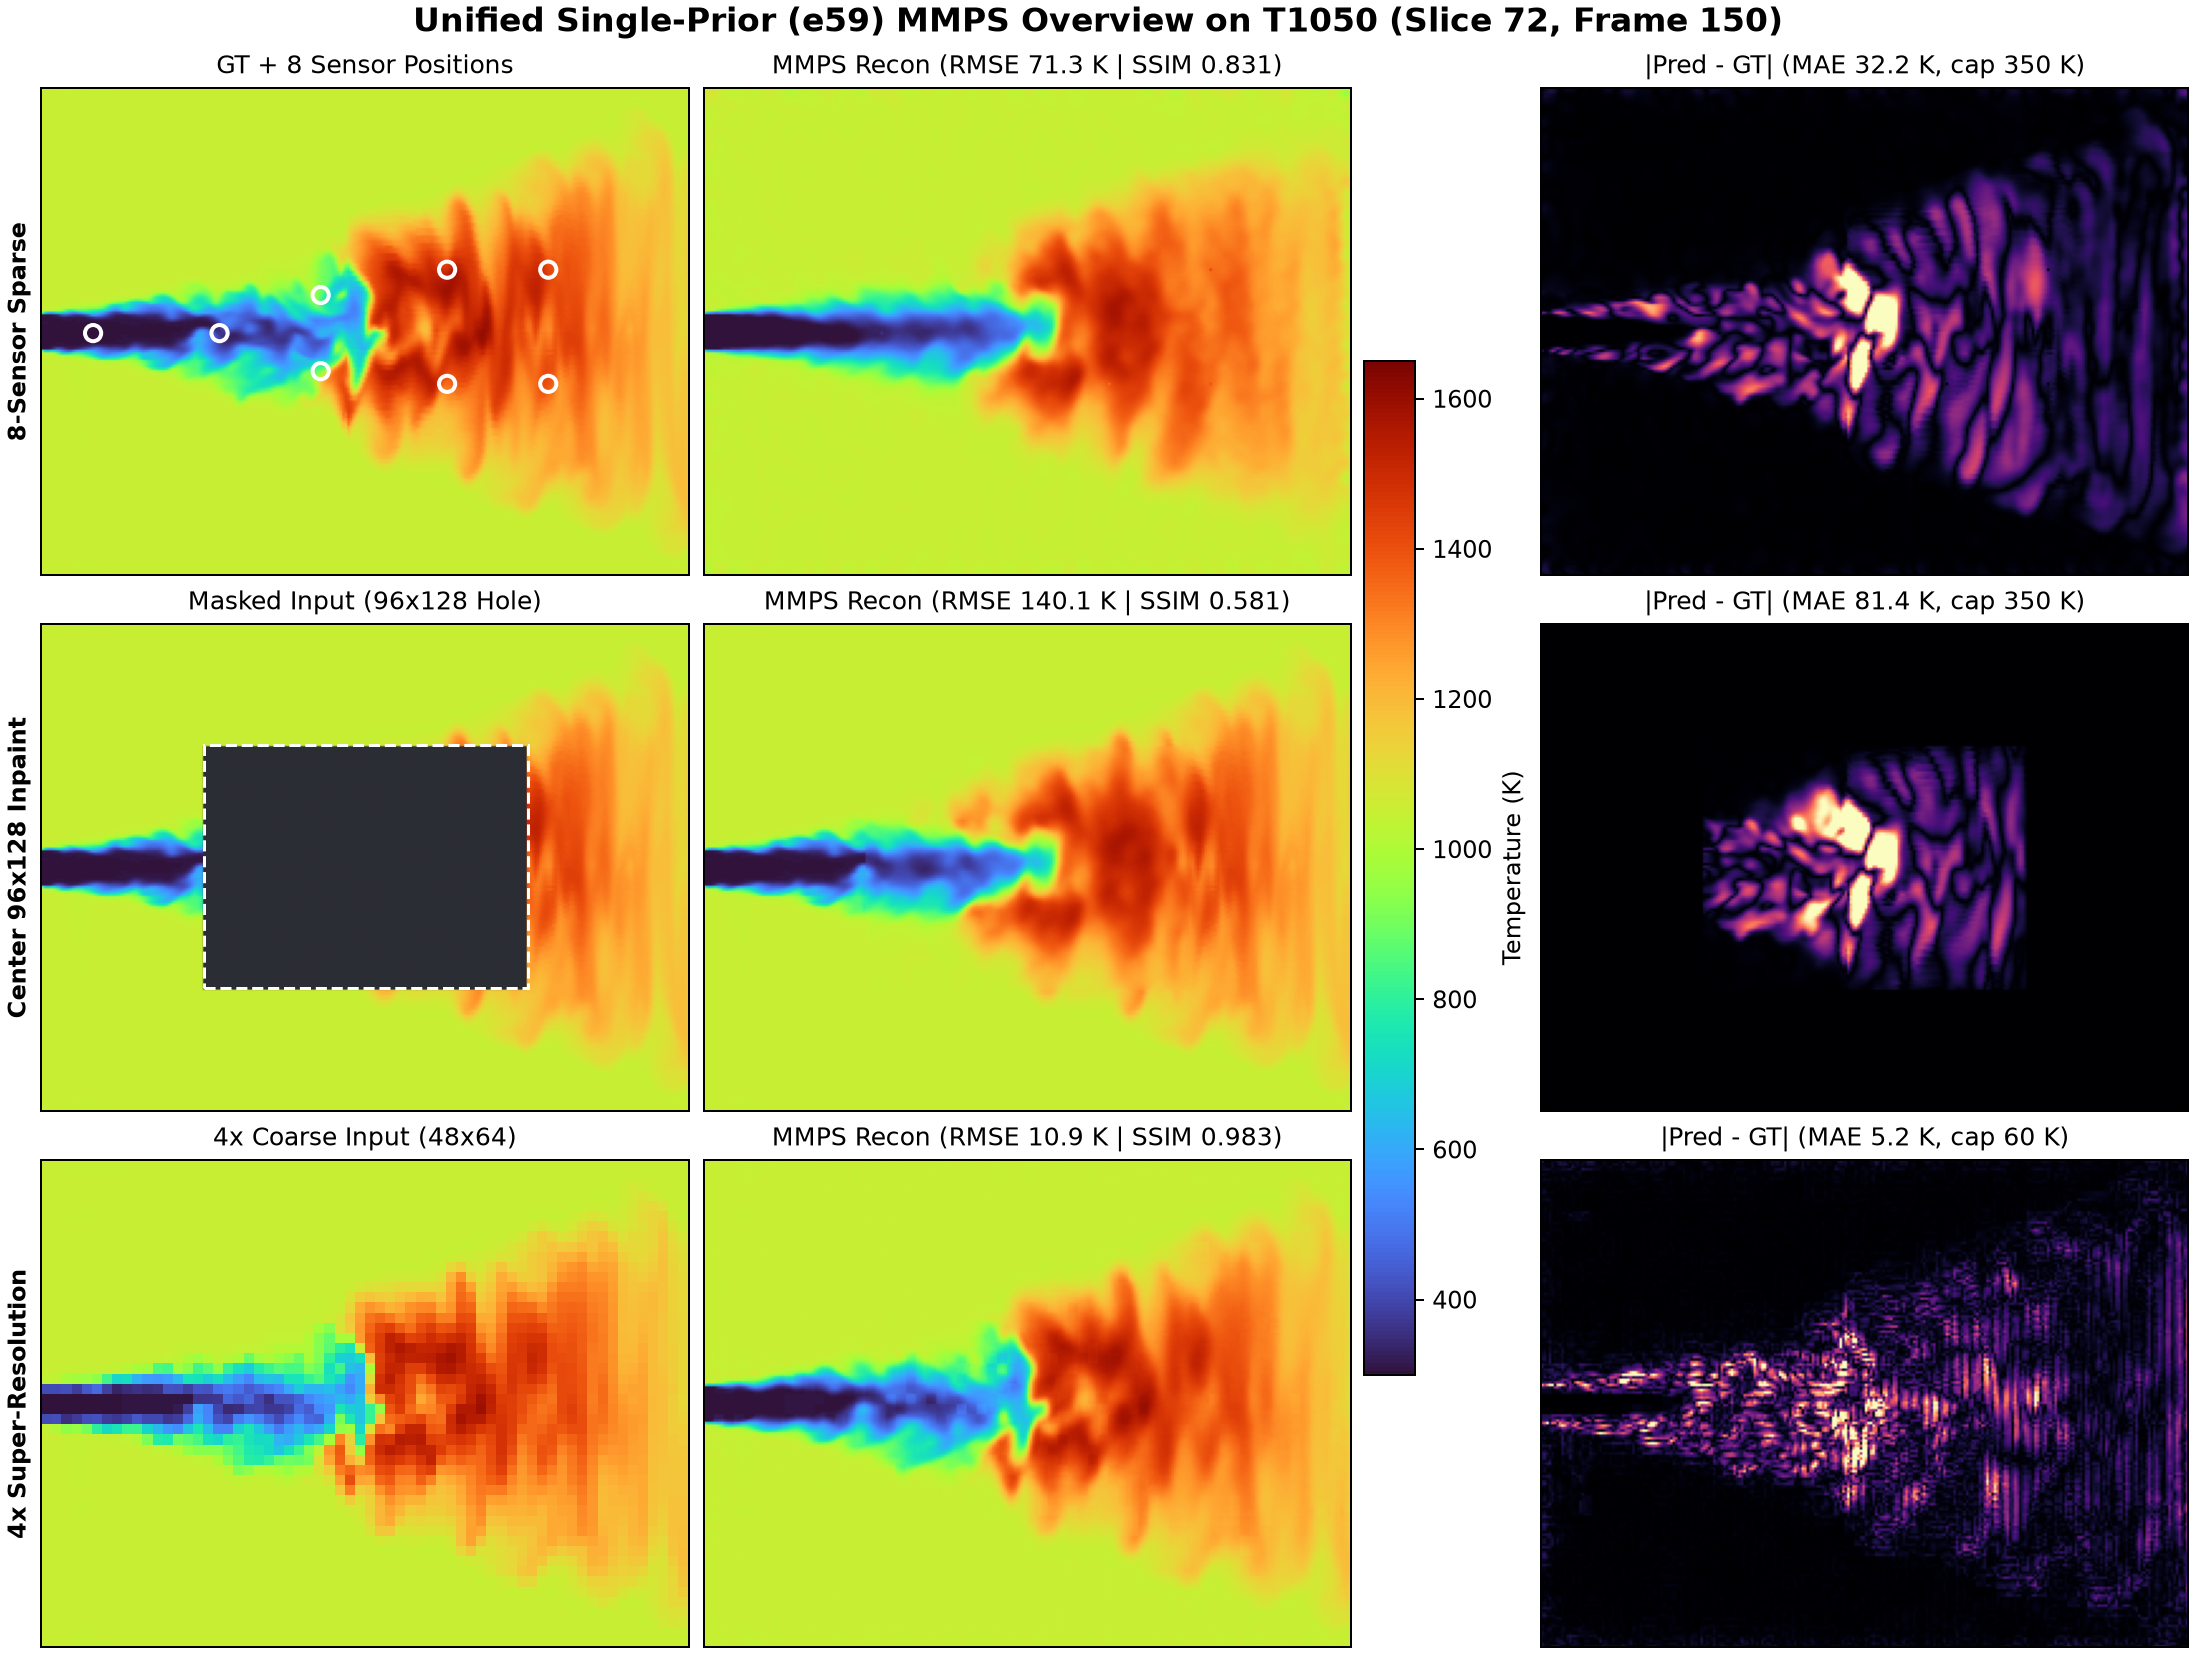 Unified Single-Prior (e59) MMPS Overview on T1050 (Slice 72, Frame 150)
GT + 8 Sensor Positions
MMPS Recon (RMSE 71.3 K | SSIM 0.831)
|Pred - GT| (MAE 32.2 K, cap 350 K)
8-Sensor Sparse
Masked Input (96x128 Hole)
MMPS Recon (RMSE 140.1 K | SSIM 0.581)
|Pred - GT| (MAE 81.4 K, cap 350 K)
Center 96x128 Inpaint
4x Coarse Input (48x64)
MMPS Recon (RMSE 10.9 K | SSIM 0.983)
|Pred - GT| (MAE 5.2 K, cap 60 K)
4x Super-Resolution
1600
1400
1200
1000
800
600
400
Temperature (K)